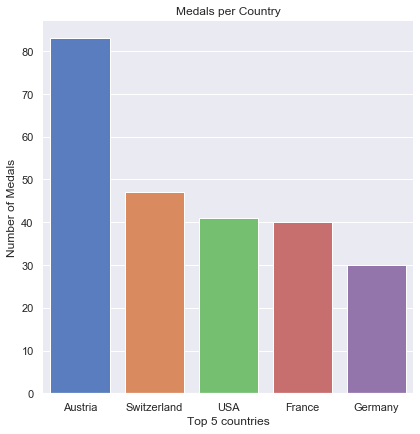 Medals per Country
Number of Medals
80
70
60
50
40
30
20
10
0
Austria
Switzerland
USA
France
Germany
Top 5 countries